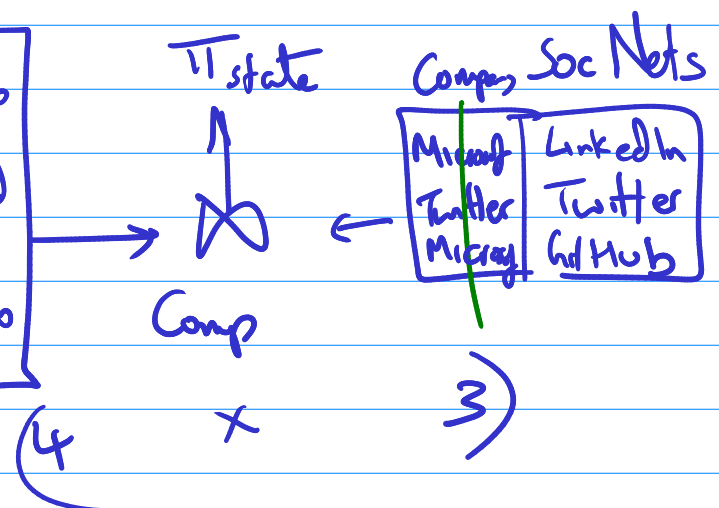 π state
Company Soc Nets
Microsoft LinkedIn
Twitter Twitter
Microsoft GitHub
Comp
4 x 3)